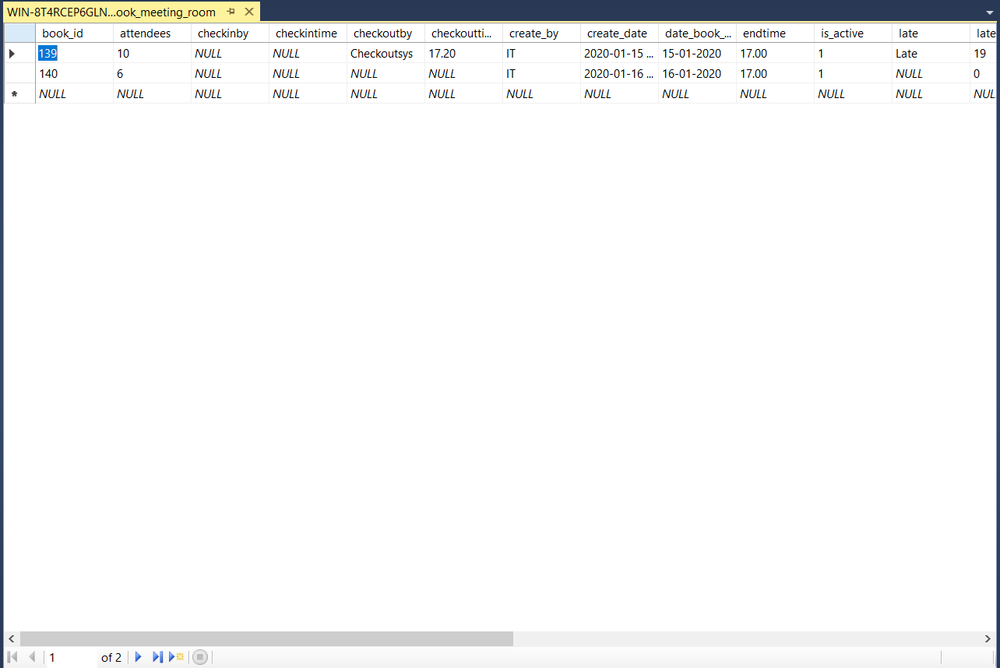 WIN-8T4RCEP6GLN...ook_meeting_room
book_id attendees checkinby checkintime checkoutby checkoutti... create_by create_date date_book_... endtime is_active late late
139 10 NULL NULL Checkoutsys 17.20 IT 2020-01-15 ... 15-01-2020 17.00 1 Late 19
140 6 NULL NULL NULL NULL IT 2020-01-16 ... 16-01-2020 17.00 1 NULL 0
* NULL NULL NULL NULL NULL NULL NULL NULL NULL NULL NULL NULL NUL
1 of 2